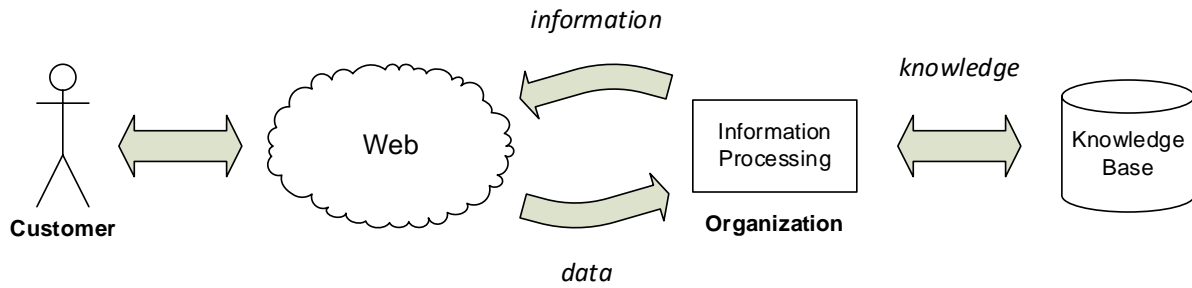 information
knowledge
Web
Information
Processing
Knowledge
Base
Customer
Organization
data